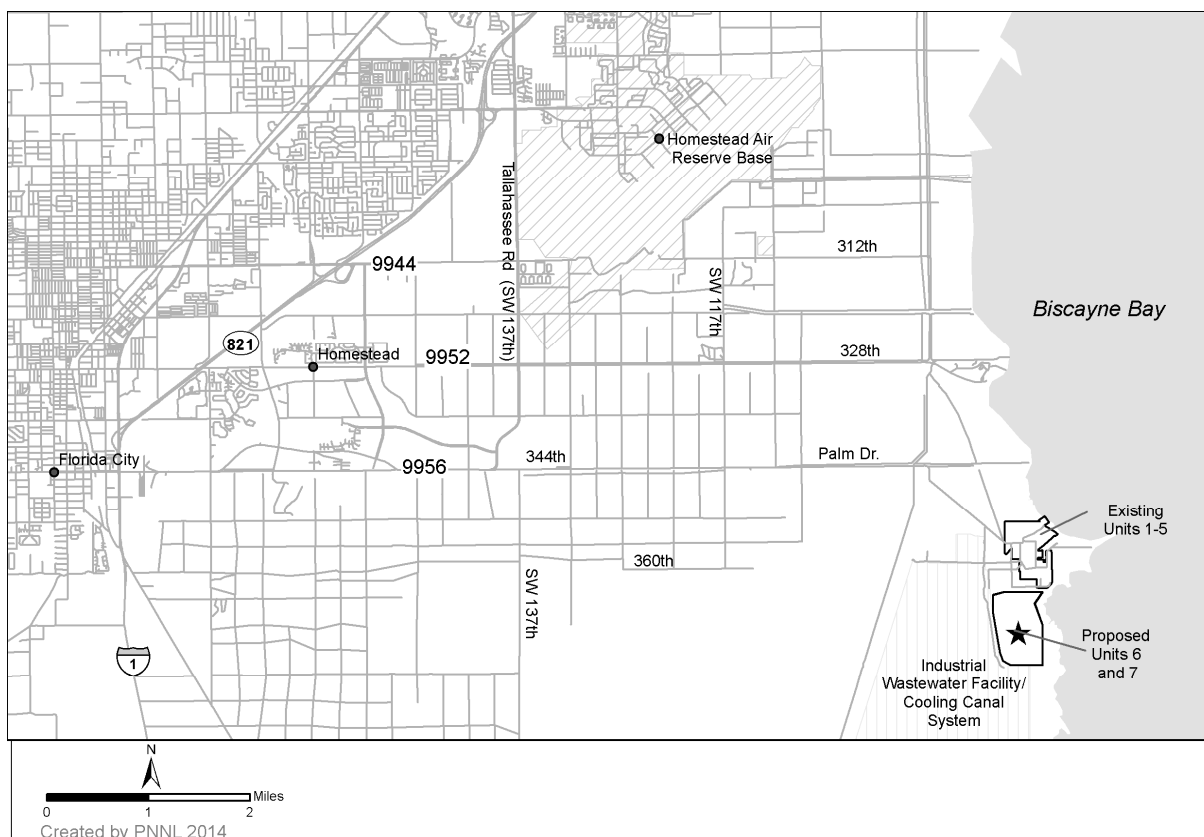 Homestead Air
Reserve Base
Tallahassee Rd (SW 137th)
312th
9944
SW 117th
Biscayne Bay
821
Homestead
9952
328th
Florida City
9956
344th
Palm Dr.
Existing
Units 1-5
360th
SW 137th
1
Proposed
Units 6
and 7
Industrial
Wastewater Facility/
Cooling Canal
System
N
Miles
0 1 2
Created by PNNL 2014